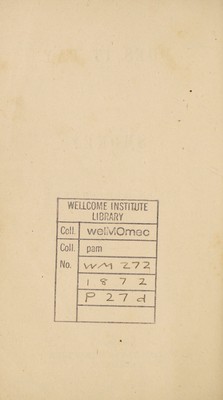 WELLCOME INSTITUTE
LIBRARY
Coll. welMOmec
Coll. pam
No. WM 272
1872
P27d